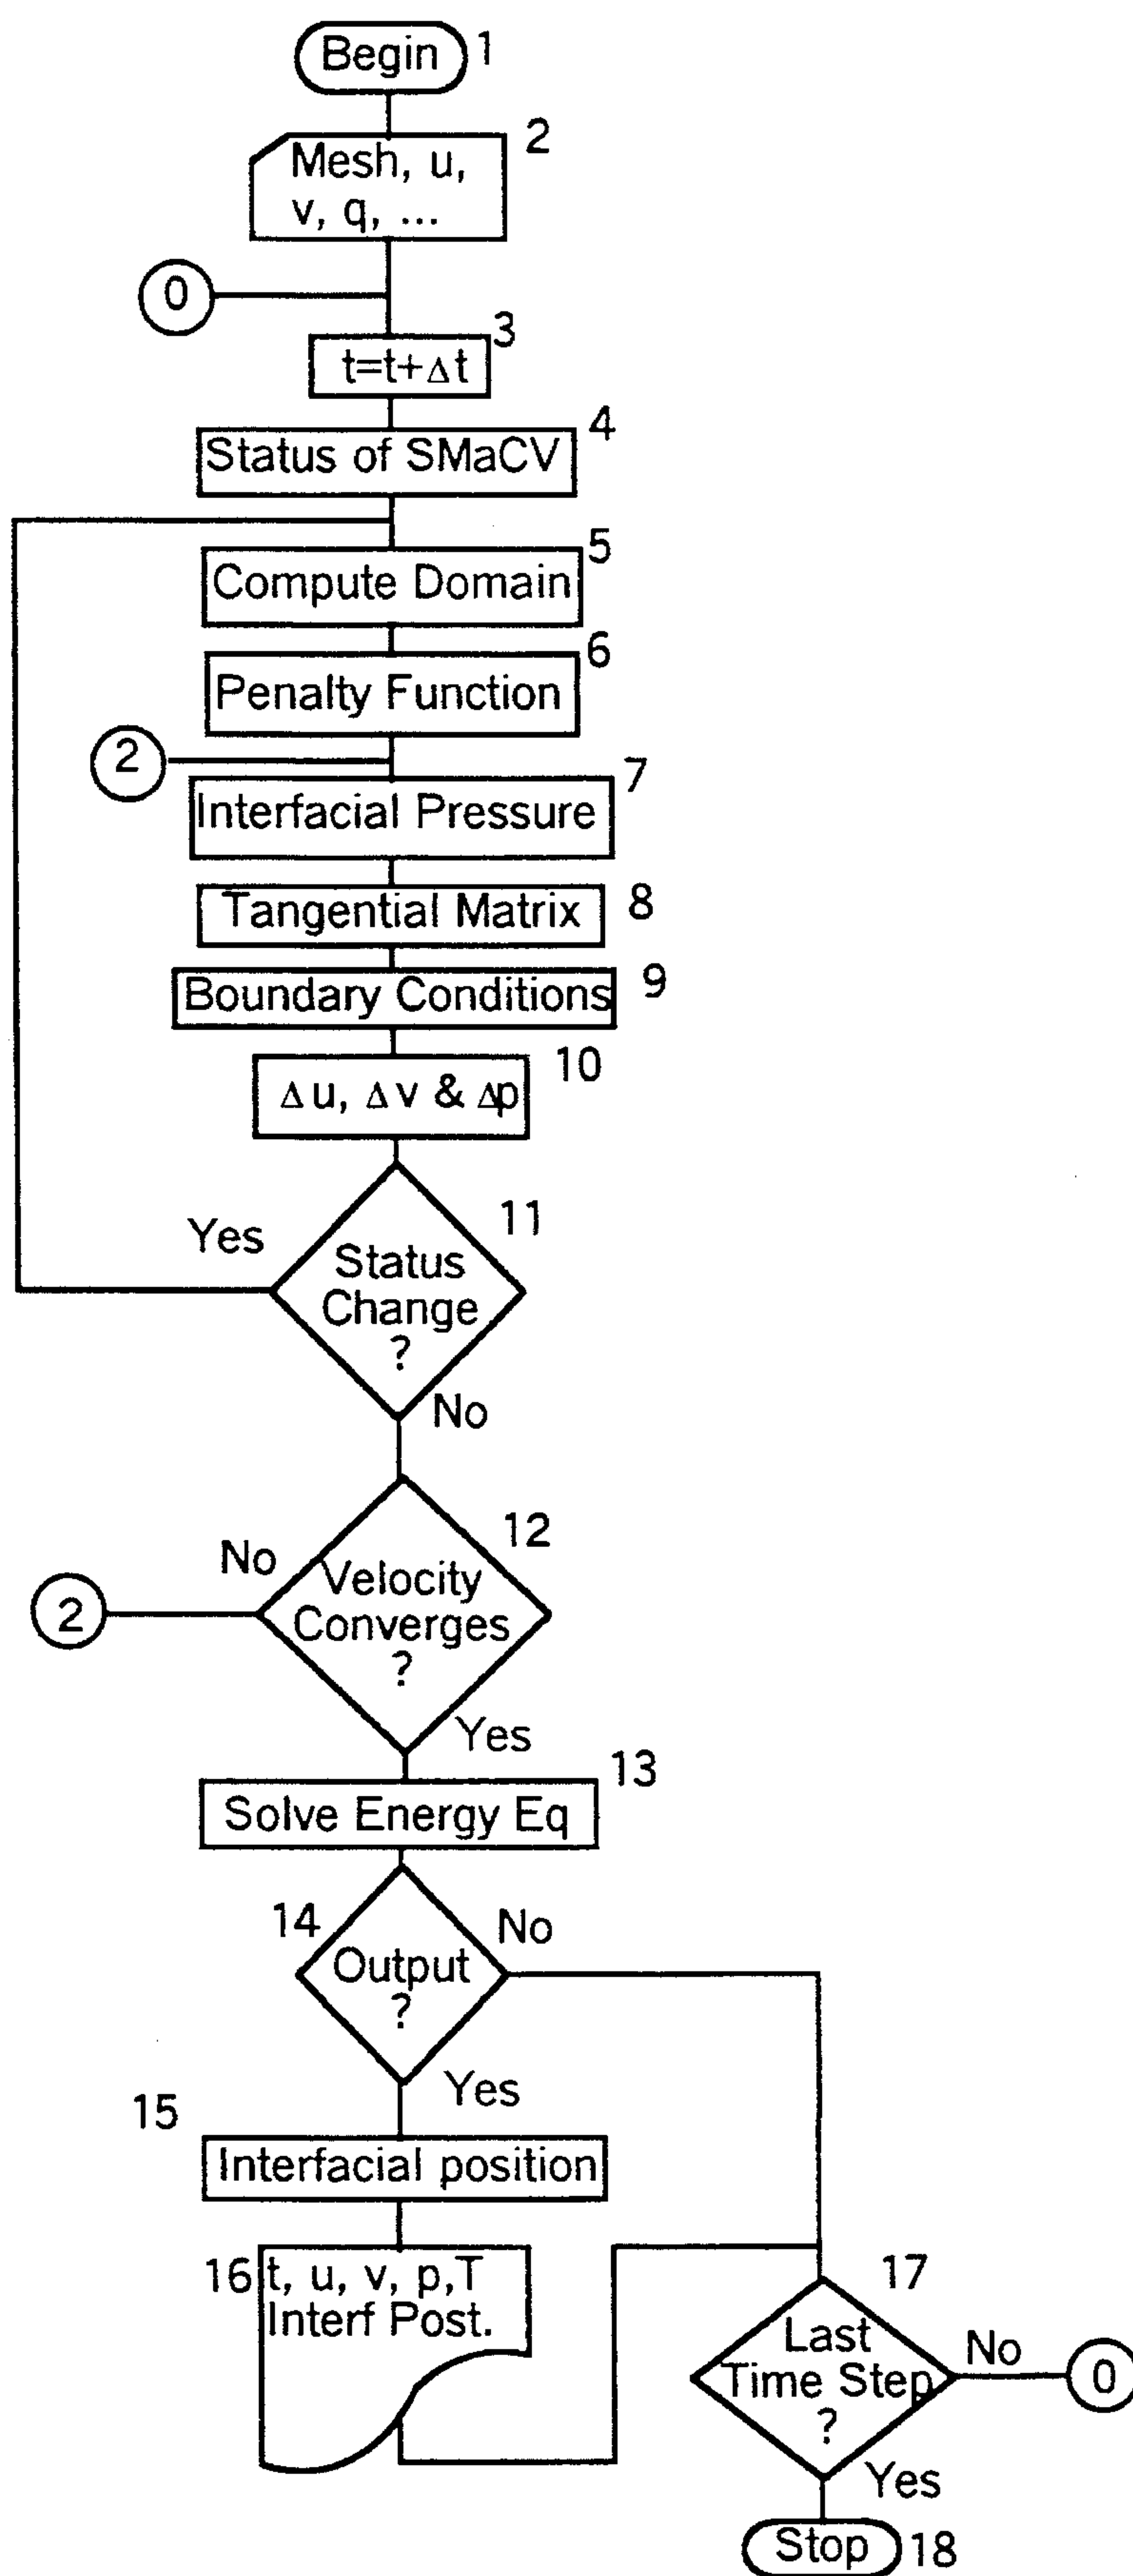 Begin 1
2
Mesh, u,
v, q, ...
0
3
t=t+Δt
4
Status of SMaCV
5
Compute Domain
6
Penalty Function
2
7
Interfacial Pressure
Tangential Matrix 8
Boundary Conditions 9
10
Δu, Δv & Δp
11
Yes
Status
Change
?
No
12
No
Velocity
Converges
?
2
Yes
13
Solve Energy Eq
14
No
Output
?
Yes
15
Interfacial position
16 t, u, v, p,T
Interf Post.
17
Last
Time Step
?
No
0
Yes
Stop 18